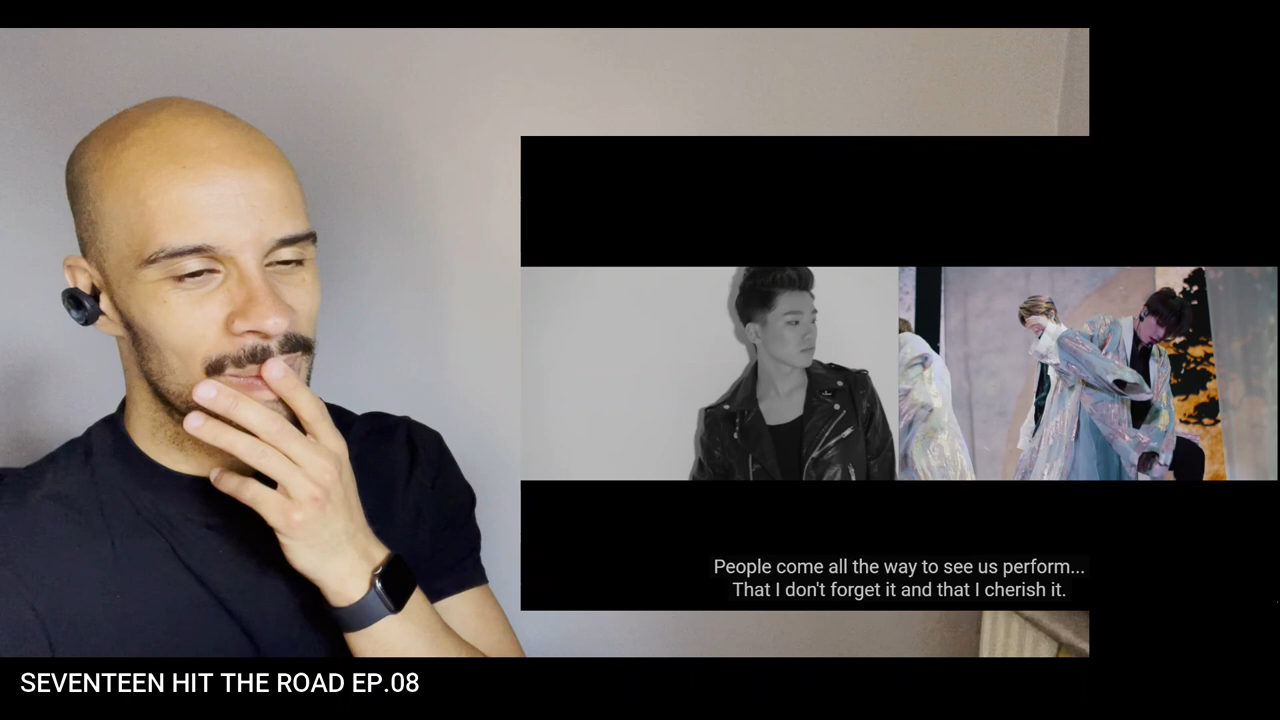 People come all the way to see us perform...
That I don't forget it and that I cherish it.
SEVENTEEN HIT THE ROAD EP.08